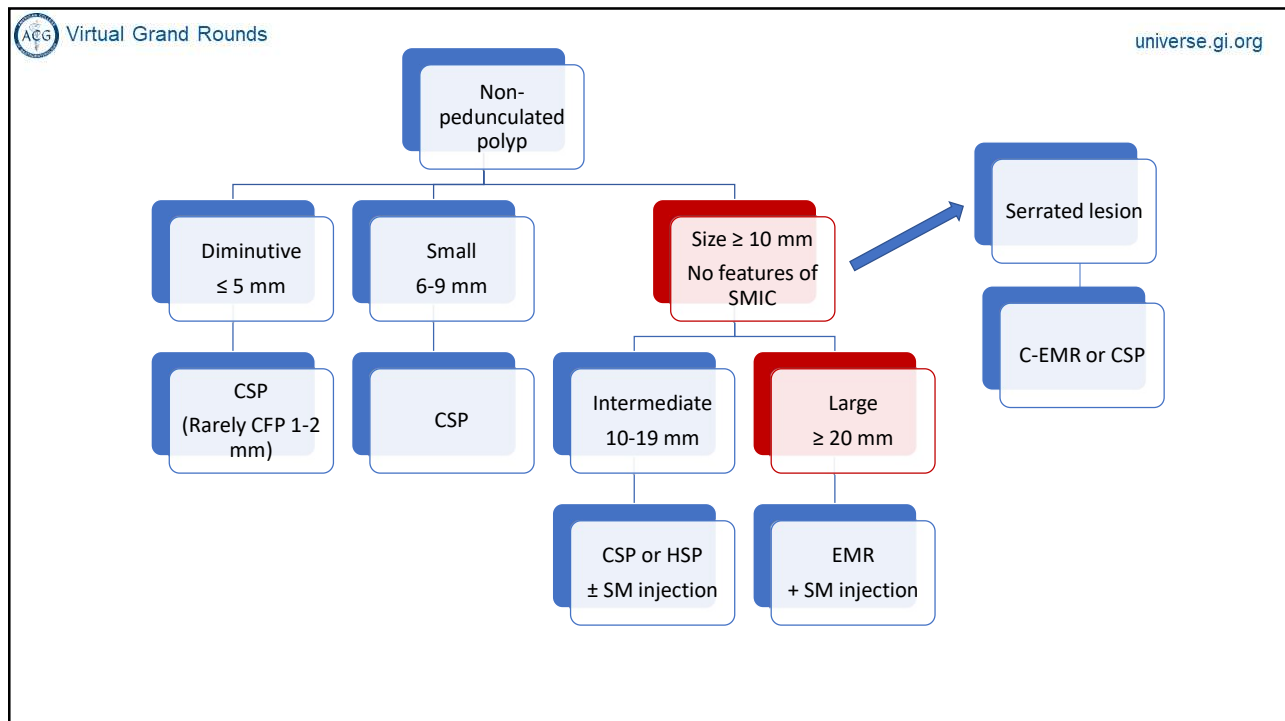 ACG
Virtual Grand Rounds
universe.gi.org
Non-
pedunculated
polyp
Diminutive
≤ 5 mm
Small
6-9 mm
Size ≥ 10 mm
No features of
SMIC
Serrated lesion
CSP
(Rarely CFP 1-2
mm)
CSP
Intermediate
10-19 mm
Large
≥ 20 mm
C-EMR or CSP
CSP or HSP
± SM injection
EMR
+ SM injection